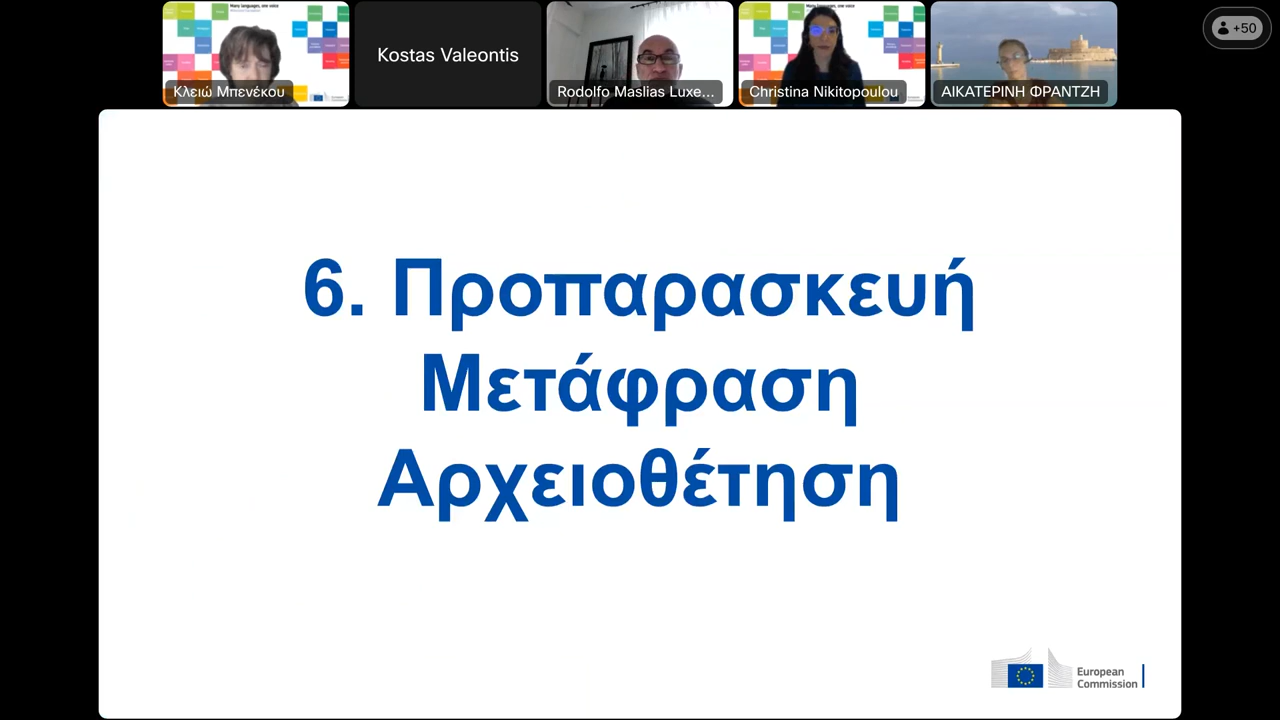 Κλειώ Μπενέκου
Kostas Valeontis
Rodolfo Maslias Luxe...
Christina Nikitopoulou
ΑΙΚΑΤΕΡΙΝΗ ΦΡΑΝΤΖΗ
+50
6. Προπαρασκευή
Μετάφραση
Αρχειοθέτηση
European
Commission